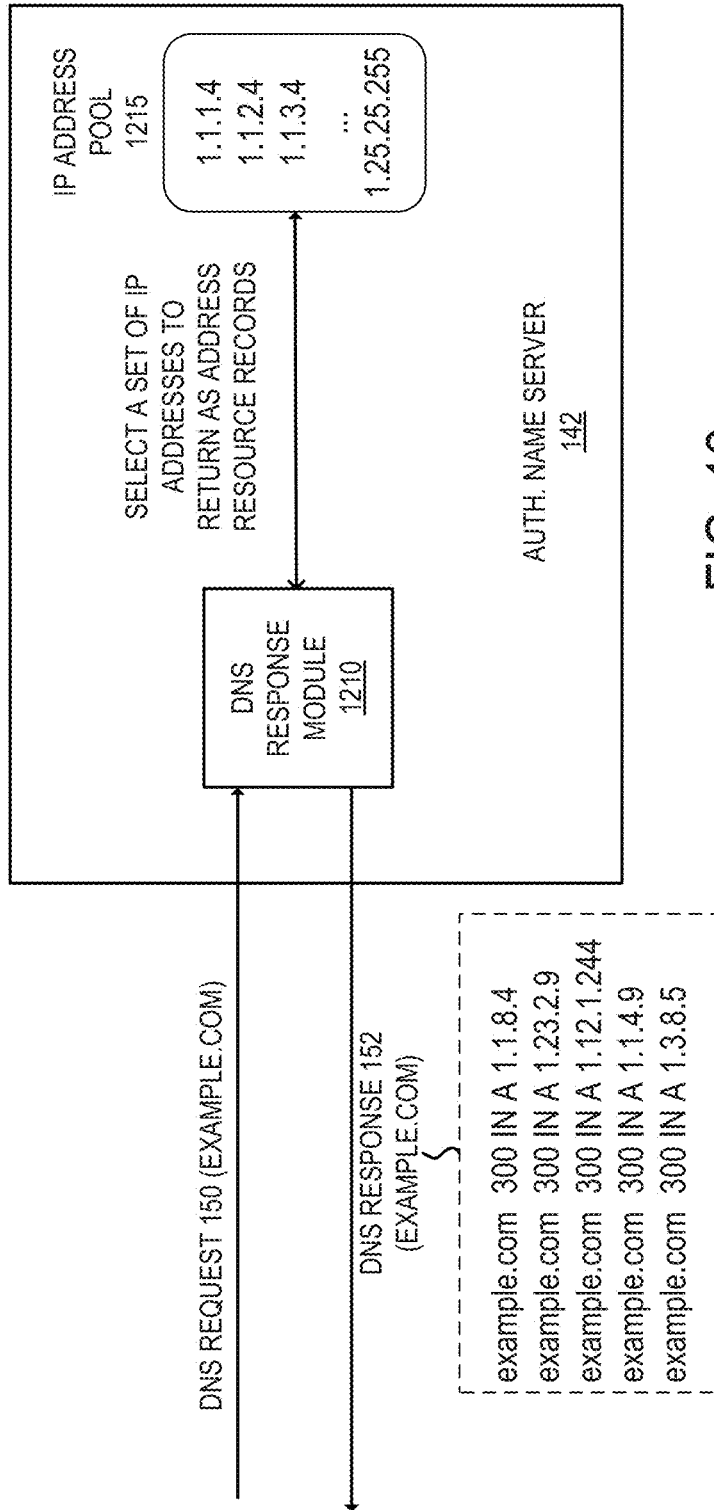 DNS REQUEST 150 (EXAMPLE.COM)
DNS RESPONSE 152
(EXAMPLE.COM)
example.com 300 IN A 1.1.8.4
example.com 300 IN A 1.23.2.9
example.com 300 IN A 1.12.1.244
example.com 300 IN A 1.1.4.9
example.com 300 IN A 1.3.8.5
DNS
RESPONSE
MODULE
1210
SELECT A SET OF IP
ADDRESSES TO
RETURN AS ADDRESS
RESOURCE RECORDS
IP ADDRESS
POOL
1215
1.1.1.4
1.1.2.4
1.1.3.4
...
1.25.25.255
AUTH. NAME SERVER
142
FIG.